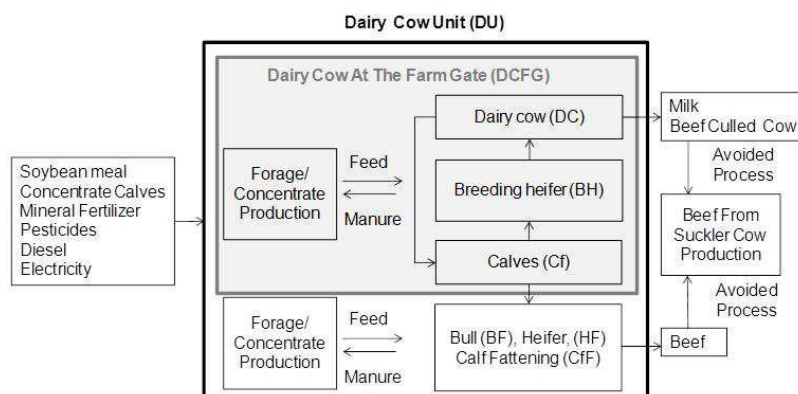 Dairy Cow Unit (DU)
Dairy Cow At The Farm Gate (DCFG)
Soybean meal
Concentrate Calves
Mineral Fertilizer
Pesticides
Diesel
Electricity
Forage/
Concentrate
Production
Feed
Manure
Dairy cow (DC)
Breeding heifer (BH)
Calves (Cf)
Forage/
Concentrate
Production
Feed
Manure
Bull (BF), Heifer, (HF)
Calf Fattening (CfF)
Milk
Beef Culled Cow
Avoided
Process
Beef From
Suckler Cow
Production
Avoided
Process
Beef